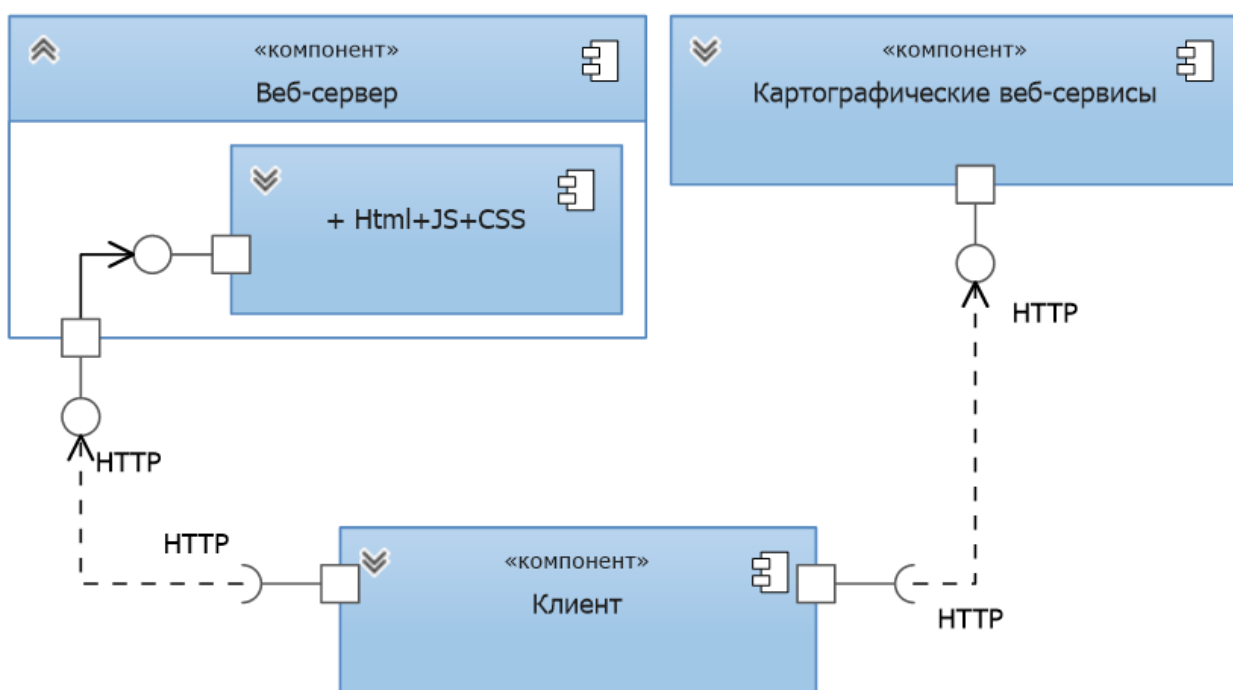 «компонент»
Веб-сервер
+ Html+JS+CSS
«компонент»
Картографические веб-сервисы
HTTP
HTTP
HTTP
«компонент»
Клиент
HTTP